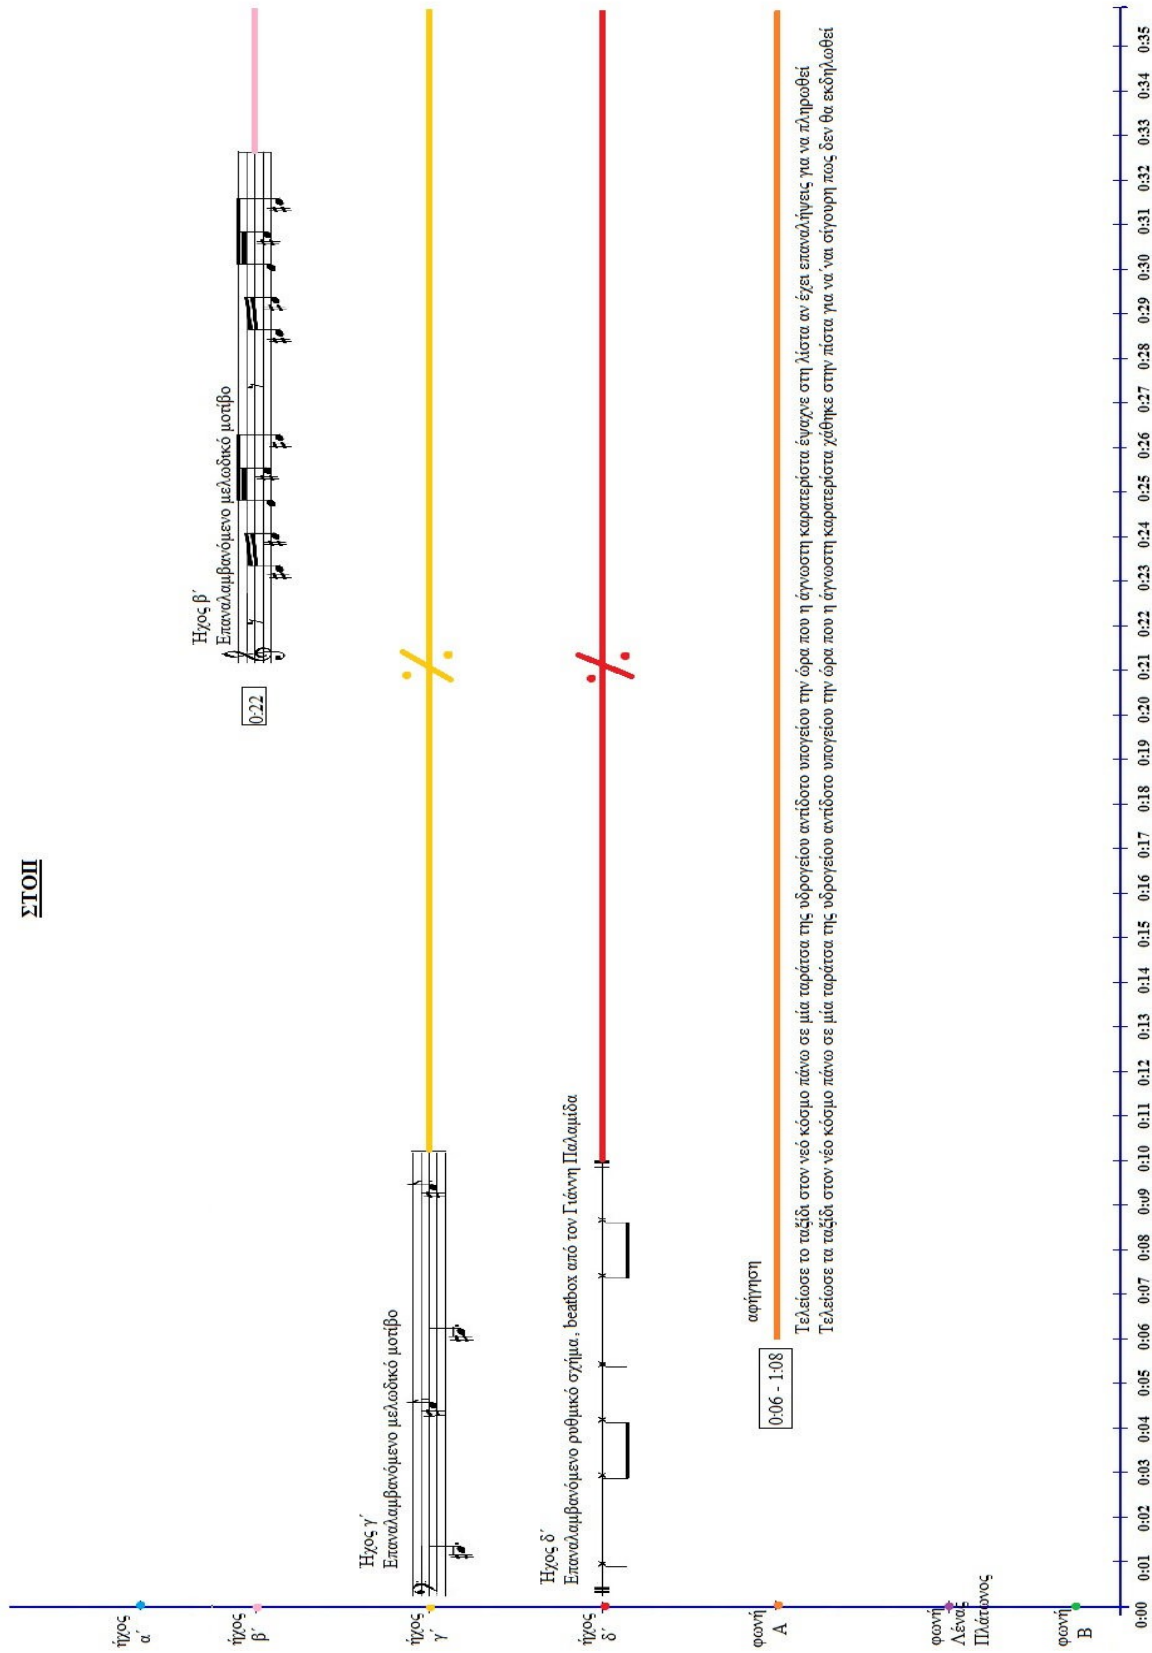 ΣΤΟΠ
ήχος
α΄
ήχος
β΄
0:22
Ήχος β΄
Επαναλαμβανόμενο μελωδικό μοτίβο
ήχος
γ΄
Ήχος γ΄
Επαναλαμβανόμενο μελωδικό μοτίβο
ήχος
δ΄
Ήχος δ΄
Επαναλαμβανόμενο ρυθμικό σχήμα, beatbox από τον Γιάννη Παλαμίδα
φωνή
Α
0:06 - 1:08
αφήγηση
Τελείωσε το ταξίδι στον νεό κόσμο πάνω σε μία ταράτσα της υδρογείου αντίδοτο υπογείου την ώρα που η άγνωστη καρατερίστα έψαχνε στη λίστα αν έχει επαναλήψεις για να πληρωθεί
Τελείωσε τα ταξίδι στον νέο κόσμο πάνω σε μία ταράτσα της υδρογείου αντίδοτο υπογείου την ώρα που η άγνωστη καρατερίστα χάθηκε στην πίστα για να΄ναι σίγουρη πως δεν θα εκδηλωθεί
φωνή
Λένας
Πλάτωνος
φωνή
Β
0:00 0:01 0:02 0:03 0:04 0:05 0:06 0:07 0:08 0:09 0:10 0:11 0:12 0:13 0:14 0:15 0:16 0:17 0:18 0:19 0:20 0:21 0:22 0:23 0:24 0:25 0:26 0:27 0:28 0:29 0:30 0:31 0:32 0:33 0:34 0:35